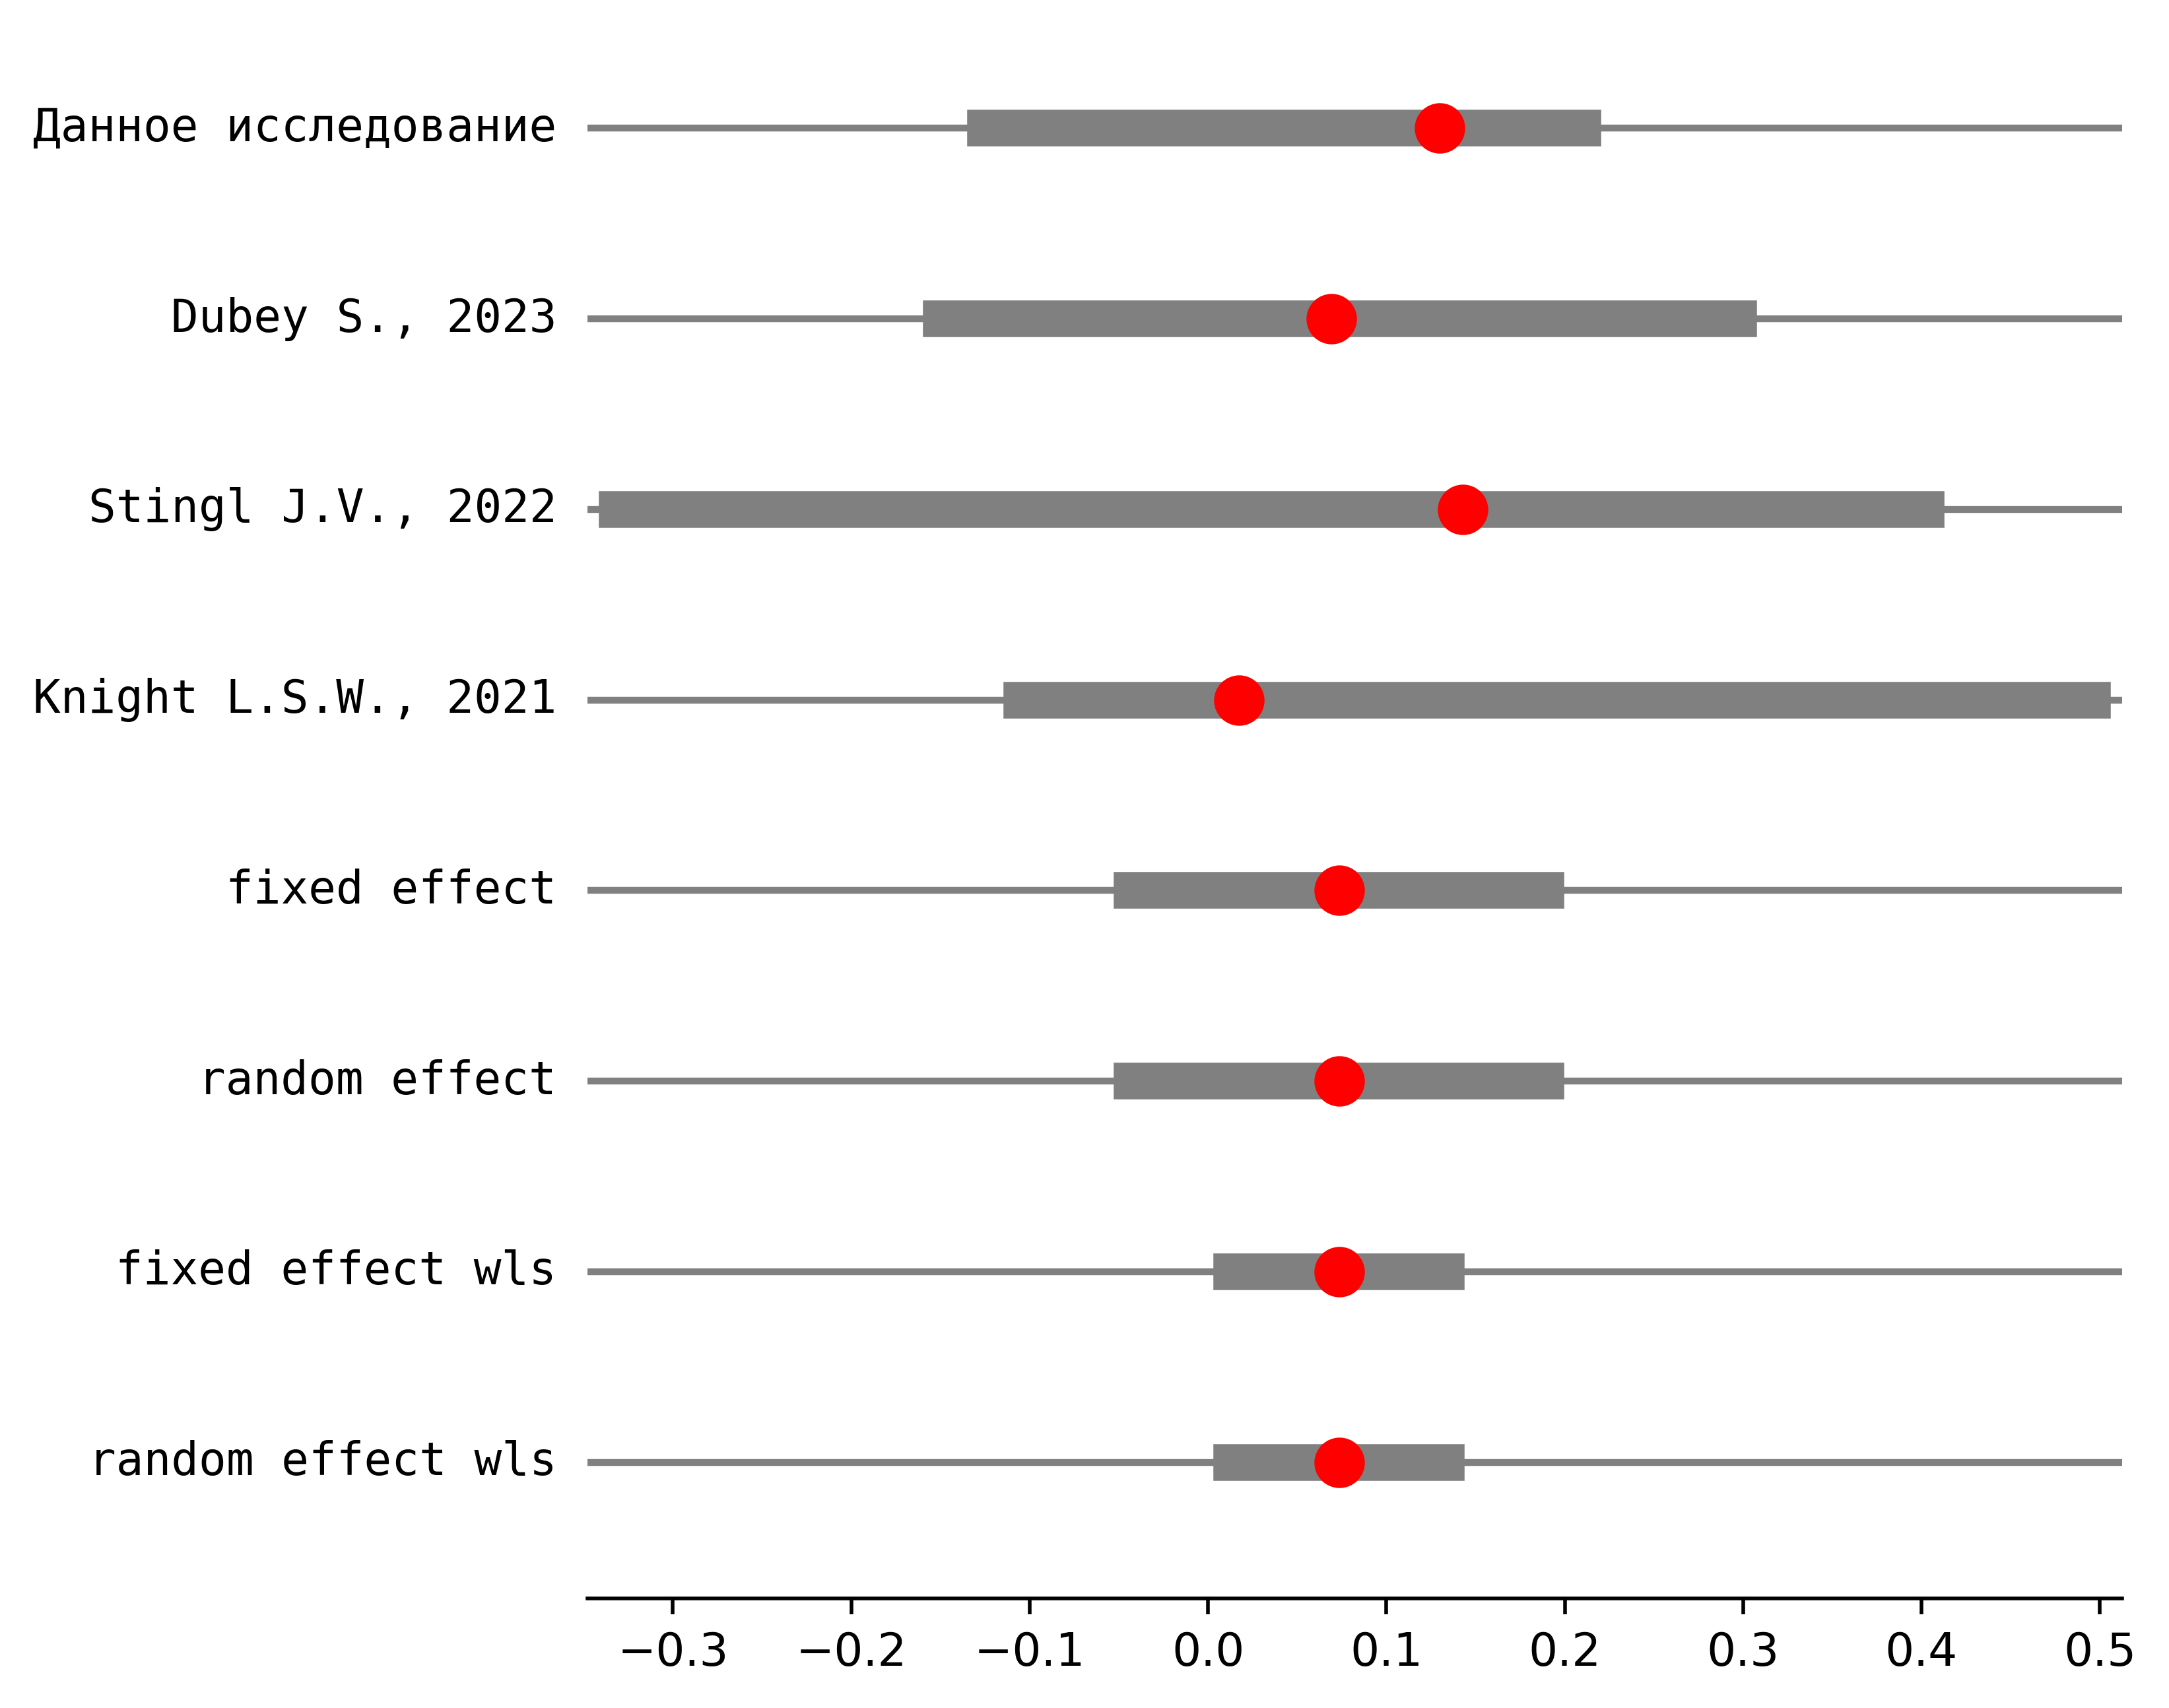 Данное исследование
Dubey S., 2023
Stingl J.V., 2022
Knight L.S.W., 2021
fixed effect
random effect
fixed effect wls
random effect wls
−0.3 −0.2 −0.1 0.0 0.1 0.2 0.3 0.4 0.5